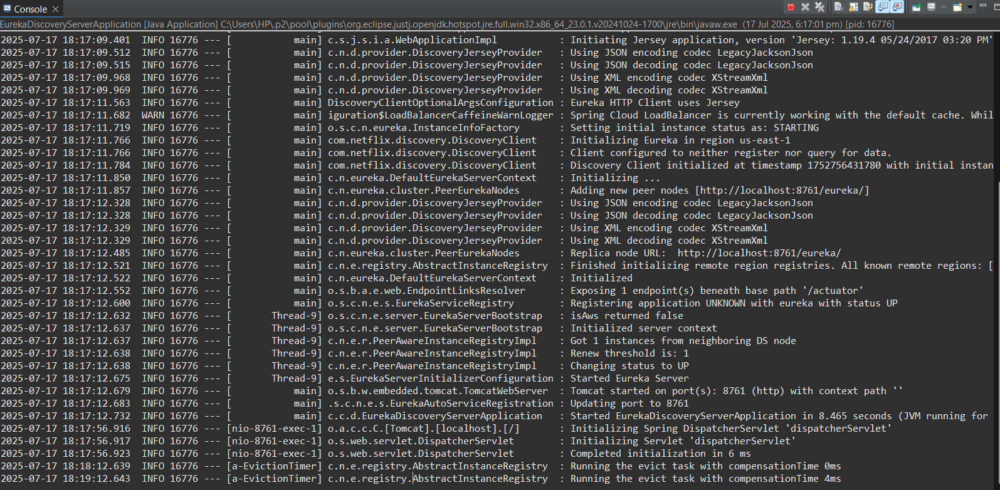 Console
EurekaDiscoveryServerApplication [Java Application] C:\Users\HP\.p2\pool\plugins\org.eclipse.justj.openjdk.hotspot.jre.full.win32.x86_64_23.0.1.v20241024-1700\jre\bin\javaw.exe (17 Jul 2025, 6:17:01 pm) [pid: 16776]
2025-07-17 18:17:09.401  INFO 16776 --- [           main] c.s.j.s.i.a.WebApplicationImpl           : Initiating Jersey application, version 'Jersey: 1.19.4 05/24/2017 03:20 PM'
2025-07-17 18:17:09.512  INFO 16776 --- [           main] c.n.d.provider.DiscoveryJerseyProvider   : Using JSON encoding codec LegacyJacksonJson
2025-07-17 18:17:09.515  INFO 16776 --- [           main] c.n.d.provider.DiscoveryJerseyProvider   : Using JSON decoding codec LegacyJacksonJson
2025-07-17 18:17:09.968  INFO 16776 --- [           main] c.n.d.provider.DiscoveryJerseyProvider   : Using XML encoding codec XStreamXml
2025-07-17 18:17:09.969  INFO 16776 --- [           main] c.n.d.provider.DiscoveryJerseyProvider   : Using XML decoding codec XStreamXml
2025-07-17 18:17:11.563  INFO 16776 --- [           main] DiscoveryClientOptionalArgsConfiguration : Eureka HTTP Client uses Jersey
2025-07-17 18:17:11.682  WARN 16776 --- [           main] iguration$LoadBalancerCaffeineWarnLogger : Spring Cloud LoadBalancer is currently working with the default cache. Whil
2025-07-17 18:17:11.719  INFO 16776 --- [           main] o.s.c.n.eureka.InstanceInfoFactory       : Setting initial instance status as: STARTING
2025-07-17 18:17:11.766  INFO 16776 --- [           main] com.netflix.discovery.DiscoveryClient    : Initializing Eureka in region us-east-1
2025-07-17 18:17:11.766  INFO 16776 --- [           main] com.netflix.discovery.DiscoveryClient    : Client configured to neither register nor query for data.
2025-07-17 18:17:11.784  INFO 16776 --- [           main] com.netflix.discovery.DiscoveryClient    : Discovery Client initialized at timestamp 1752756431780 with initial instan
2025-07-17 18:17:11.850  INFO 16776 --- [           main] c.n.eureka.DefaultEurekaServerContext    : Initializing ...
2025-07-17 18:17:11.857  INFO 16776 --- [           main] c.n.eureka.cluster.PeerEurekaNodes       : Adding new peer nodes [http://localhost:8761/eureka/]
2025-07-17 18:17:12.328  INFO 16776 --- [           main] c.n.d.provider.DiscoveryJerseyProvider   : Using JSON encoding codec LegacyJacksonJson
2025-07-17 18:17:12.328  INFO 16776 --- [           main] c.n.d.provider.DiscoveryJerseyProvider   : Using JSON decoding codec LegacyJacksonJson
2025-07-17 18:17:12.329  INFO 16776 --- [           main] c.n.d.provider.DiscoveryJerseyProvider   : Using XML encoding codec XStreamXml
2025-07-17 18:17:12.329  INFO 16776 --- [           main] c.n.d.provider.DiscoveryJerseyProvider   : Using XML decoding codec XStreamXml
2025-07-17 18:17:12.485  INFO 16776 --- [           main] c.n.eureka.cluster.PeerEurekaNodes       : Replica node URL:  http://localhost:8761/eureka/
2025-07-17 18:17:12.521  INFO 16776 --- [           main] c.n.e.registry.AbstractInstanceRegistry  : Finished initializing remote region registries. All known remote regions: [
2025-07-17 18:17:12.522  INFO 16776 --- [           main] c.n.eureka.DefaultEurekaServerContext    : Initialized
2025-07-17 18:17:12.552  INFO 16776 --- [           main] o.s.b.a.e.web.EndpointLinksResolver      : Exposing 1 endpoint(s) beneath base path '/actuator'
2025-07-17 18:17:12.600  INFO 16776 --- [           main] o.s.c.n.e.s.EurekaServiceRegistry        : Registering application UNKNOWN with eureka with status UP
2025-07-17 18:17:12.632  INFO 16776 --- [       Thread-9] o.s.c.n.e.server.EurekaServerBootstrap   : isAws returned false
2025-07-17 18:17:12.637  INFO 16776 --- [       Thread-9] o.s.c.n.e.server.EurekaServerBootstrap   : Initialized server context
2025-07-17 18:17:12.637  INFO 16776 --- [       Thread-9] c.n.e.r.PeerAwareInstanceRegistryImpl    : Got 1 instances from neighboring DS node
2025-07-17 18:17:12.638  INFO 16776 --- [       Thread-9] c.n.e.r.PeerAwareInstanceRegistryImpl    : Renew threshold is: 1
2025-07-17 18:17:12.638  INFO 16776 --- [       Thread-9] c.n.e.r.PeerAwareInstanceRegistryImpl    : Changing status to UP
2025-07-17 18:17:12.675  INFO 16776 --- [       Thread-9] e.s.EurekaServerInitializerConfiguration : Started Eureka Server
2025-07-17 18:17:12.679  INFO 16776 --- [           main] o.s.b.w.embedded.tomcat.TomcatWebServer  : Tomcat started on port(s): 8761 (http) with context path ''
2025-07-17 18:17:12.683  INFO 16776 --- [           main] .s.c.n.e.s.EurekaAutoServiceRegistration : Updating port to 8761
2025-07-17 18:17:12.732  INFO 16776 --- [           main] c.c.d.EurekaDiscoveryServerApplication   : Started EurekaDiscoveryServerApplication in 8.465 seconds (JVM running for
2025-07-17 18:17:56.916  INFO 16776 --- [nio-8761-exec-1] o.a.c.c.C.[Tomcat].[localhost].[/]       : Initializing Spring DispatcherServlet 'dispatcherServlet'
2025-07-17 18:17:56.917  INFO 16776 --- [nio-8761-exec-1] o.s.web.servlet.DispatcherServlet        : Initializing Servlet 'dispatcherServlet'
2025-07-17 18:17:56.923  INFO 16776 --- [nio-8761-exec-1] o.s.web.servlet.DispatcherServlet        : Completed initialization in 6 ms
2025-07-17 18:18:12.639  INFO 16776 --- [a-EvictionTimer] c.n.e.registry.AbstractInstanceRegistry  : Running the evict task with compensationTime 0ms
2025-07-17 18:19:12.643  INFO 16776 --- [a-EvictionTimer] c.n.e.registry.AbstractInstanceRegistry  : Running the evict task with compensationTime 4ms